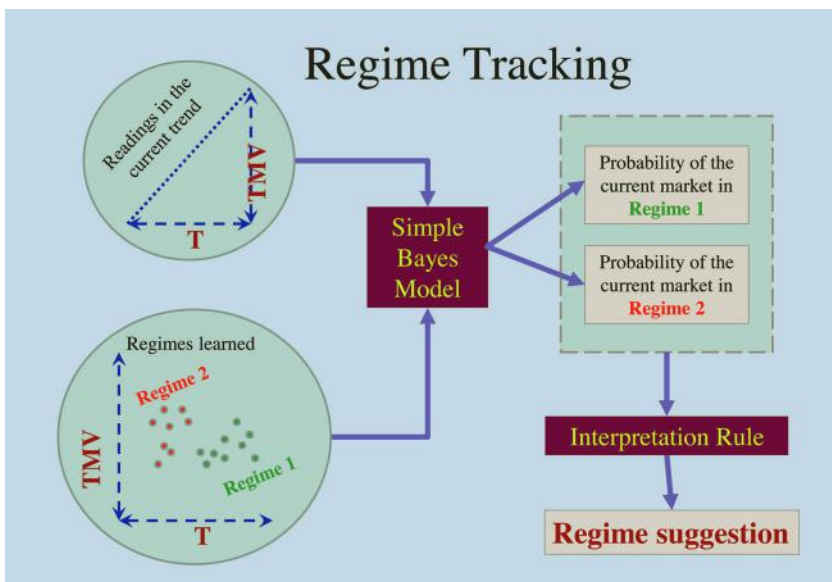 Regime Tracking
Readings in the
current trend
TMV
T
Simple
Bayes
Model
Probability of the
current market in
Regime 1
Probability of the
current market in
Regime 2
Regimes learned
Regime 2
Regime 1
TMV
T
Interpretation Rule
Regime suggestion